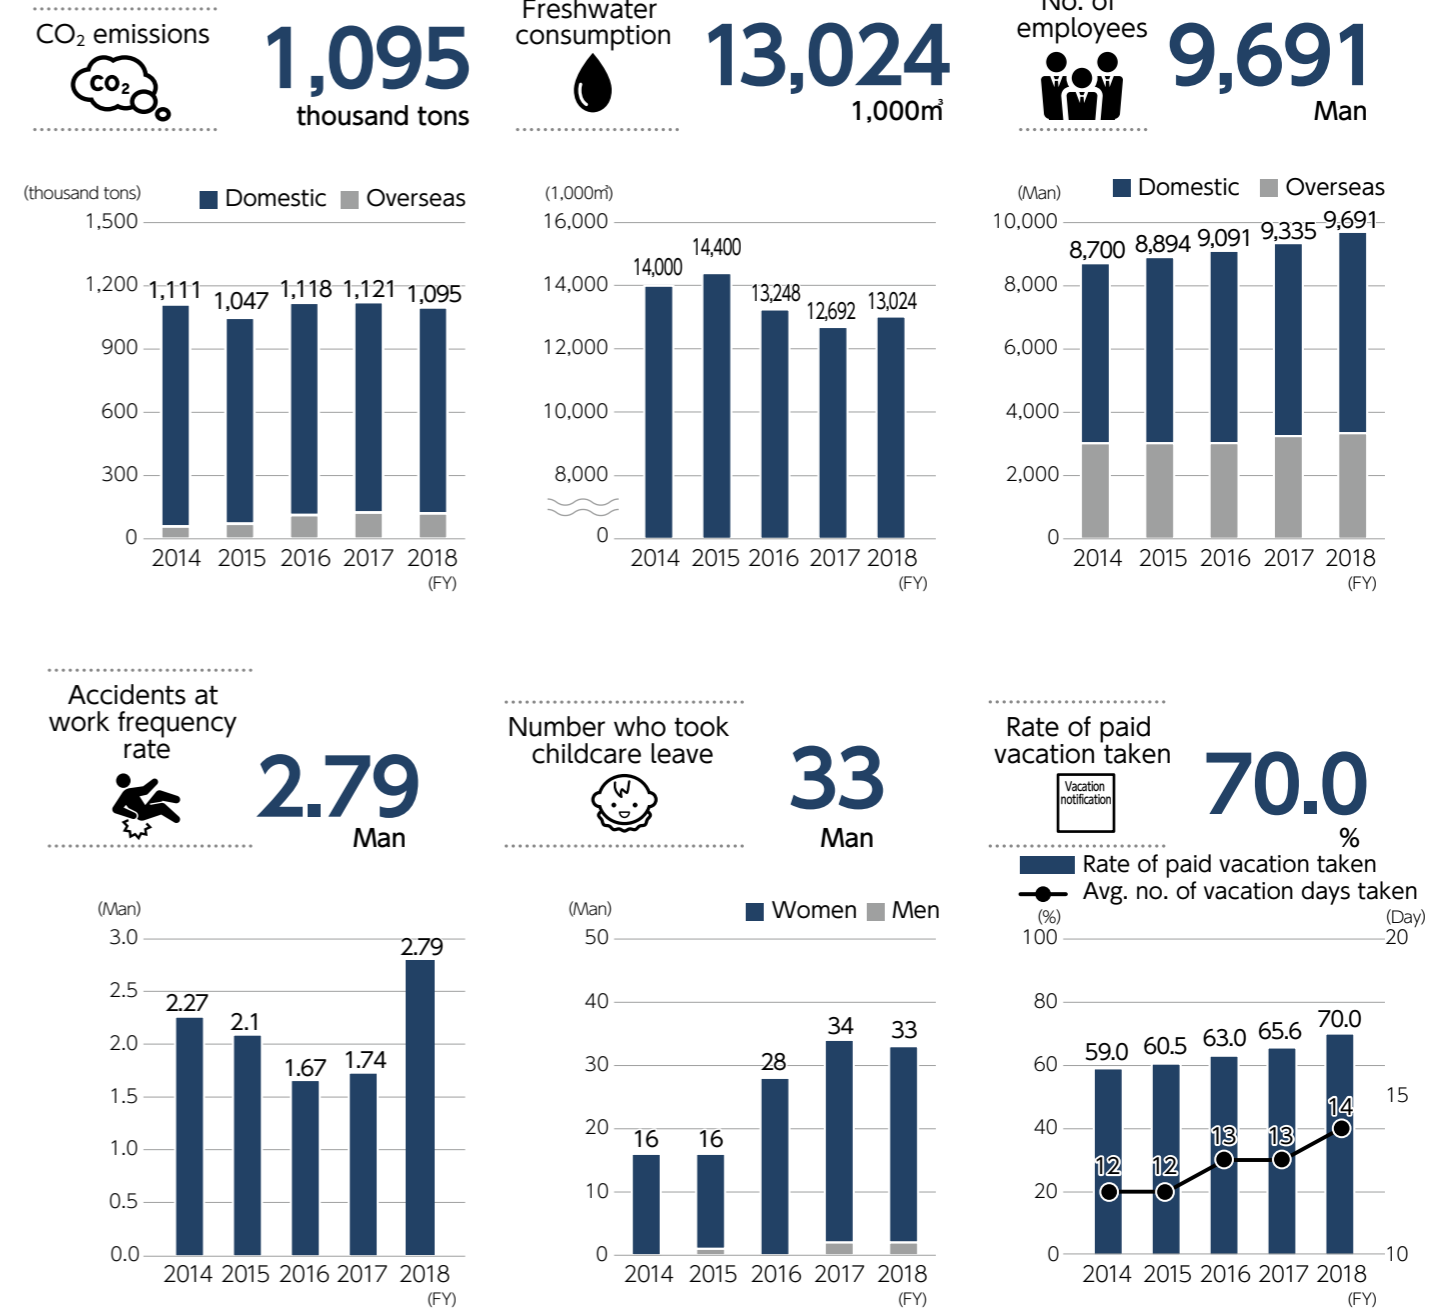 CO₂ emissions
CO₂
1,095
thousand tons
(thousand tons)
Domestic Overseas
1,500
1,200
900
600
300
0
1,111 1,047 1,118 1,121 1,095
2014 2015 2016 2017 2018
(FY)
Freshwater
consumption
13,024
1,000㎥
(1,000㎥)
16,000
14,000
12,000
10,000
8,000
0
14,000 14,400 13,248 12,692 13,024
2014 2015 2016 2017 2018
(FY)
No. of
employees
9,691
Man
(Man)
Domestic Overseas
10,000
8,000
6,000
4,000
2,000
0
8,700 8,894 9,091 9,335 9,691
2014 2015 2016 2017 2018
(FY)
Accidents at
work frequency
rate
2.79
Man
(Man)
3.0
2.5
2.0
1.5
1.0
0.5
0.0
2.27 2.1 1.67 1.74 2.79
2014 2015 2016 2017 2018
(FY)
Number who took
childcare leave
33
Man
(Man)
Women Men
50
40
30
20
10
0
16 16 28 34 33
2014 2015 2016 2017 2018
(FY)
Rate of paid
vacation taken
Vacation
notification
70.0
%
Rate of paid vacation taken
Avg. no. of vacation days taken
(%)
(Day)
100
80
60
40
20
0
20
15
10
59.0 60.5 63.0 65.6 70.0
12 12 13 13 14
2014 2015 2016 2017 2018
(FY)